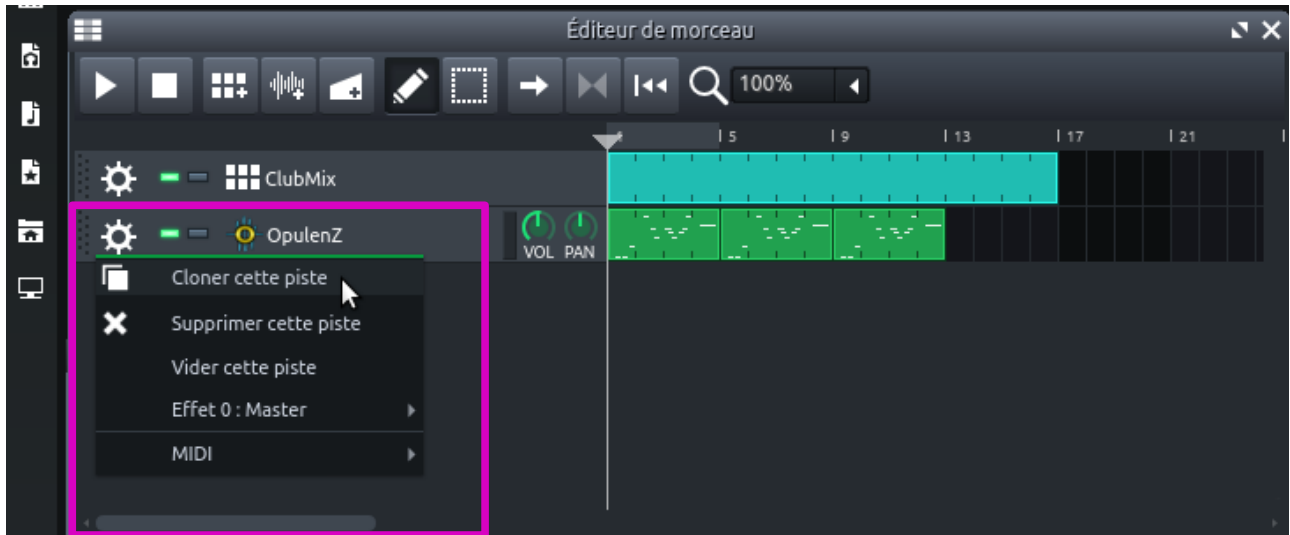 Éditeur de morceau
100%
5 9 13 17 21
ClubMix
OpulenZ
VOL PAN
Cloner cette piste
Supprimer cette piste
Vider cette piste
Effet 0 : Master
MIDI